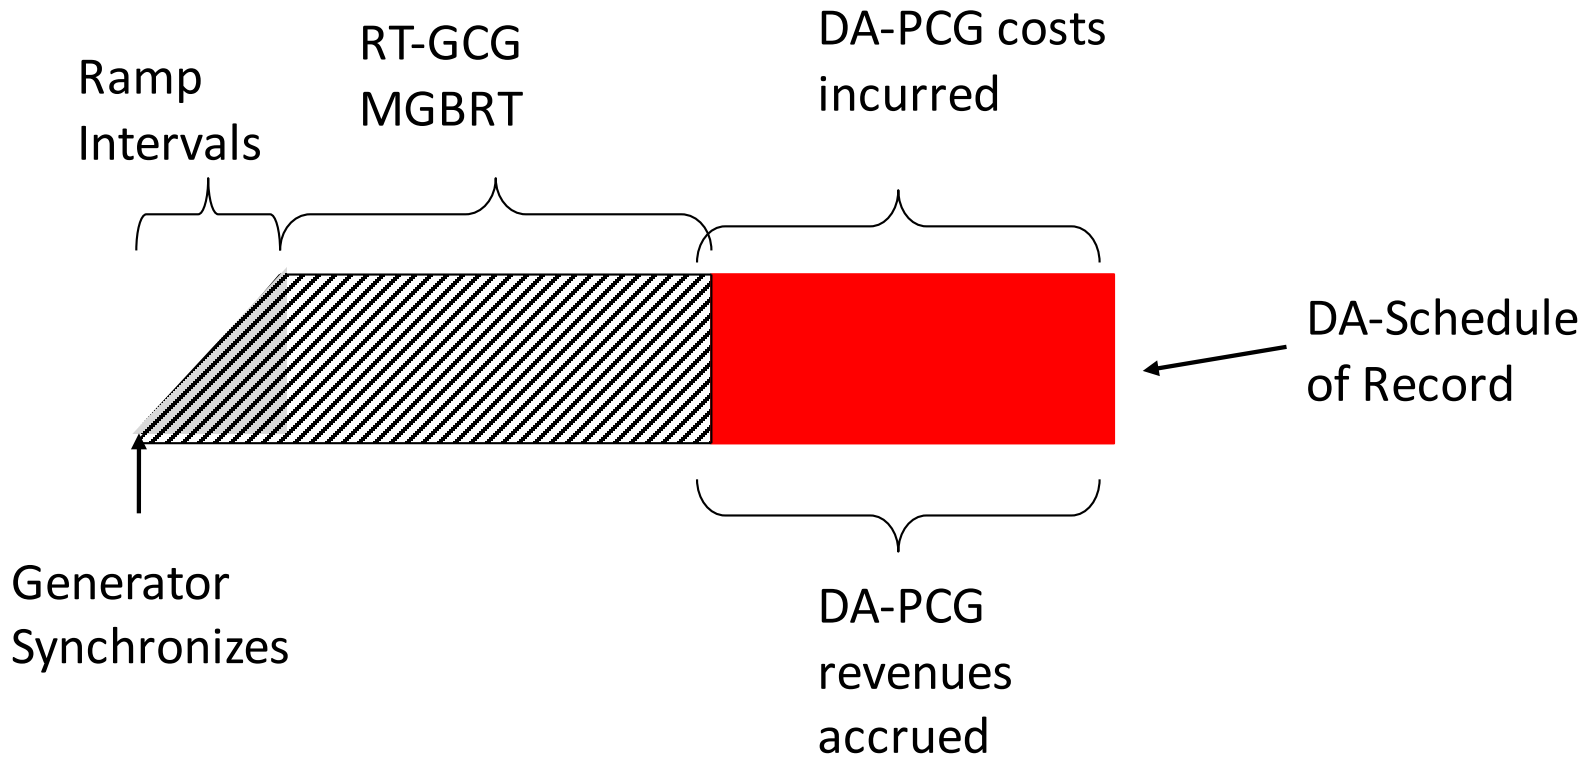 Ramp
Intervals
RT-GCG
MGBRT
DA-PCG costs
incurred
DA-Schedule
of Record
Generator
Synchronizes
DA-PCG
revenues
accrued